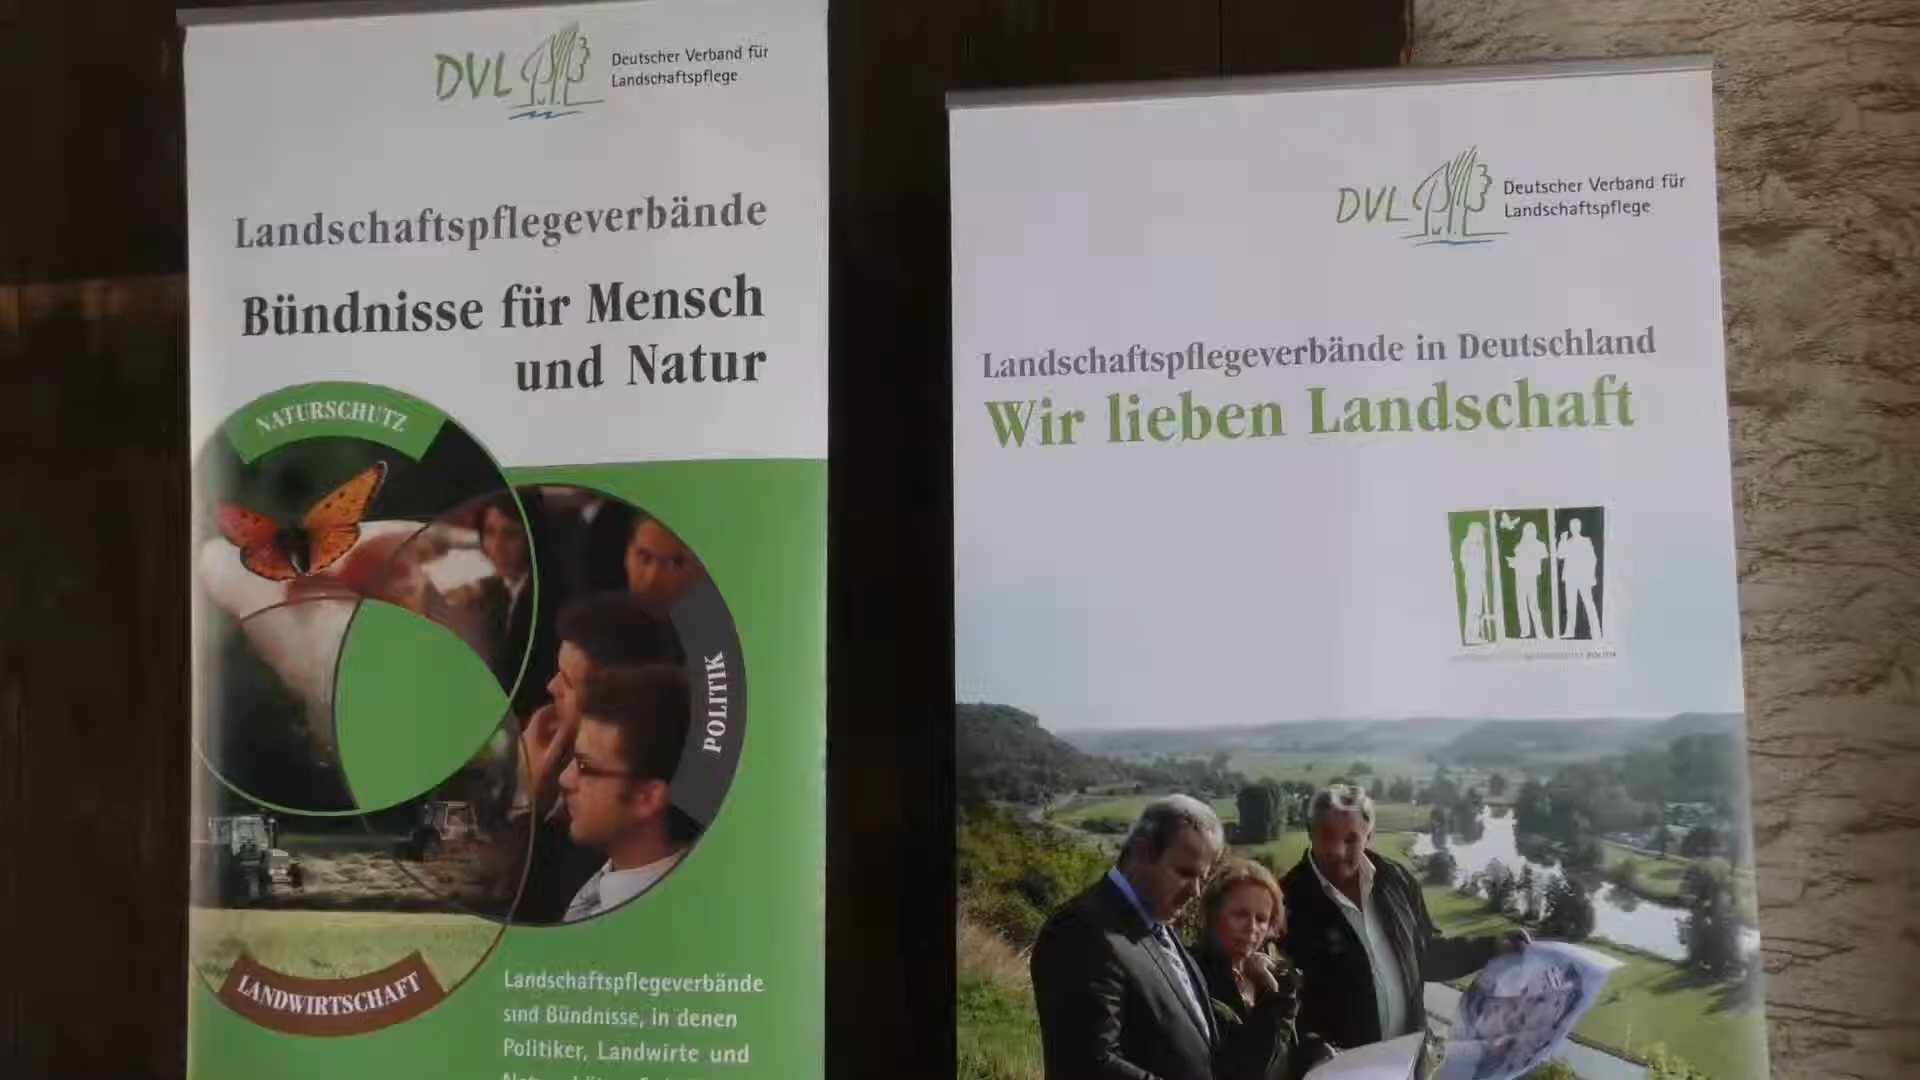 DVL
Deutscher Verband für
Landschaftspflege
Landschaftspflegeverbände
Bündnisse für Mensch
und Natur
NATURSCHUTZ
POLITIK
LANDWIRTSCHAFT
Landschaftspflegeverbände
sind Bündnisse, in denen
Politiker, Landwirte und
DVL
Deutscher Verband für
Landschaftspflege
Landschaftspflegeverbände in Deutschland
Wir lieben Landschaft
POLITIK